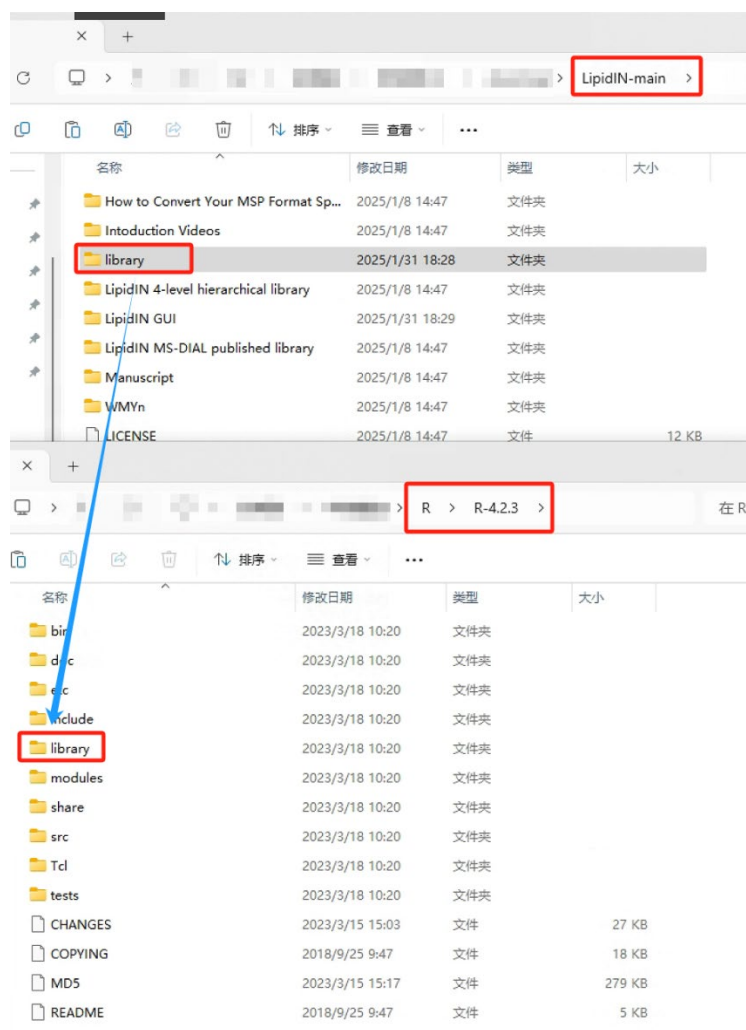 LipidIN-main
排序 查看 ...
名称 修改日期 类型 大小
How to Convert Your MSP Format Sp... 2025/1/8 14:47 文件夹
Intoduction Videos 2025/1/8 14:47 文件夹
library 2025/1/31 18:28 文件夹
LipidIN 4-level hierarchical library 2025/1/8 14:47 文件夹
LipidIN GUI 2025/1/31 18:29 文件夹
LipidIN MS-DIAL published library 2025/1/8 14:47 文件夹
Manuscript 2025/1/8 14:47 文件夹
WMYn 2025/1/8 14:47 文件夹
LICENSE 2025/1/8 14:47 文件 12 KB
R > R-4.2.3 > 在 R
排序 查看 ...
名称 修改日期 类型 大小
bin 2023/3/18 10:20 文件夹
doc 2023/3/18 10:20 文件夹
etc 2023/3/18 10:20 文件夹
include 2023/3/18 10:20 文件夹
library 2023/3/18 10:20 文件夹
modules 2023/3/18 10:20 文件夹
share 2023/3/18 10:20 文件夹
src 2023/3/18 10:20 文件夹
Tcl 2023/3/18 10:20 文件夹
tests 2023/3/18 10:20 文件夹
CHANGES 2023/3/15 15:03 文件 27 KB
COPYING 2018/9/25 9:47 文件 18 KB
MD5 2023/3/15 15:17 文件 279 KB
README 2018/9/25 9:47 文件 5 KB